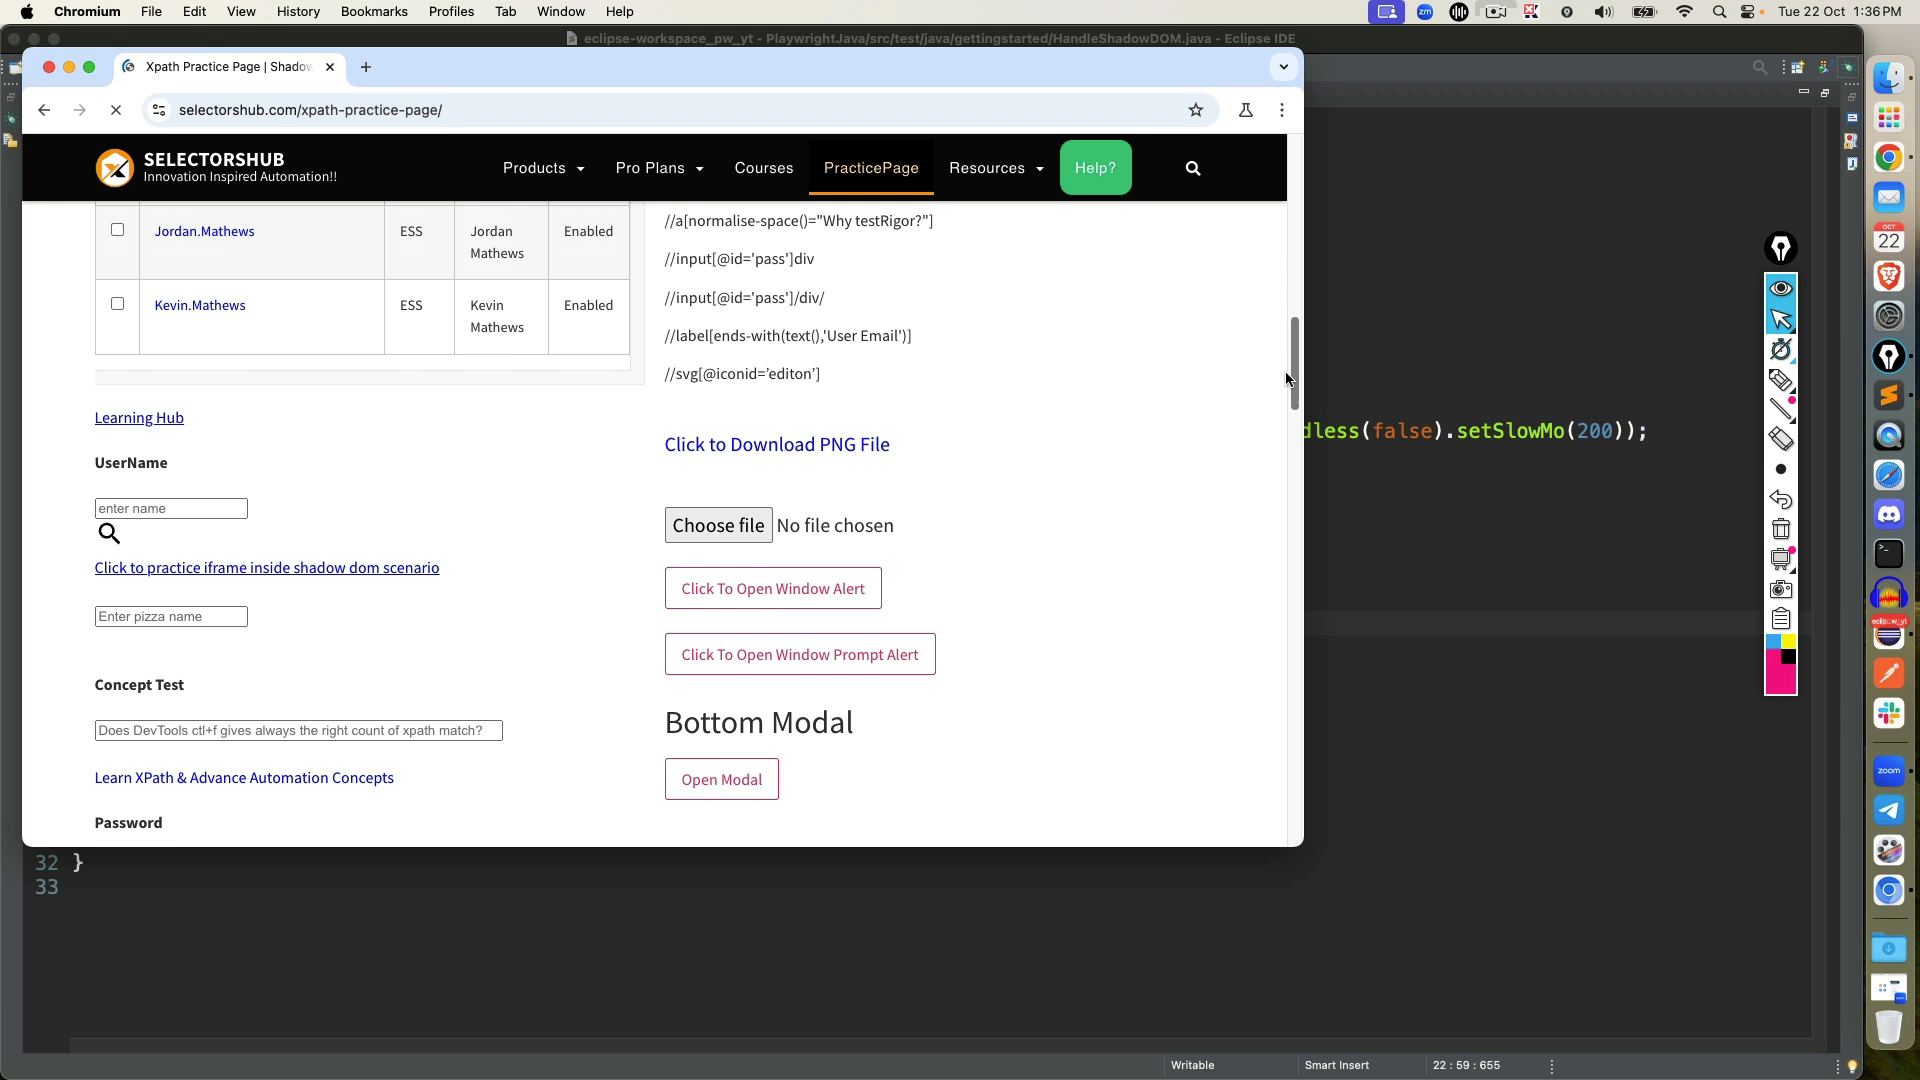 Chromium File Edit View History Bookmarks Profiles Tab Window Help
zm
Tue 22 Oct 1:36 PM
eclipse-workspace_pw_yt - PlaywrightJava/src/test/java/gettingstarted/HandleShadowDOM.java - Eclipse IDE
Xpath Practice Page | Shadow
selectorshub.com/xpath-practice-page/
SELECTORSHUB
Innovation Inspired Automation!!
Products Pro Plans Courses PracticePage Resources Help?
Jordan.Mathews ESS Jordan Mathews Enabled
Kevin.Mathews ESS Kevin Mathews Enabled
Learning Hub
UserName
enter name
Click to practice iframe inside shadow dom scenario
Enter pizza name
Concept Test
Does DevTools ctl+f gives always the right count of xpath match?
Learn XPath & Advance Automation Concepts
Password
//a[normalise-space()="Why testRigor?"]
//input[@id='pass']div
//input[@id='pass']/div/
//label[ends-with(text(),'User Email')]
//svg[@iconid=’editon’]
Click to Download PNG File
Choose file No file chosen
Click To Open Window Alert
Click To Open Window Prompt Alert
Bottom Modal
Open Modal
dless(false).setSlowMo(200));
32 }
33
Writable Smart Insert 22 : 59 : 655
OCT
22
eclip..w_yt
zoom